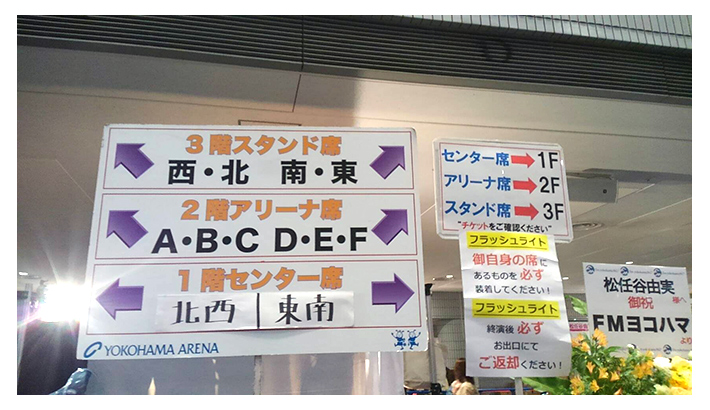 3階スタンド席
西・北 南・東
2階アリーナ席
A・B・C D・E・F
1階センター席
北西 東南
YOKOHAMA ARENA
センター席➡1F
アリーナ席➡2F
スタンド席➡3F
"チケットをご確認ください"
フラッシュライト
御自身の席に
あるものを必ず
装着してください!
フラッシュライト
終演後 必ず
お出口にて
ご返却ください!
松任谷由実
御祝 様へ
FMヨコハマ
より